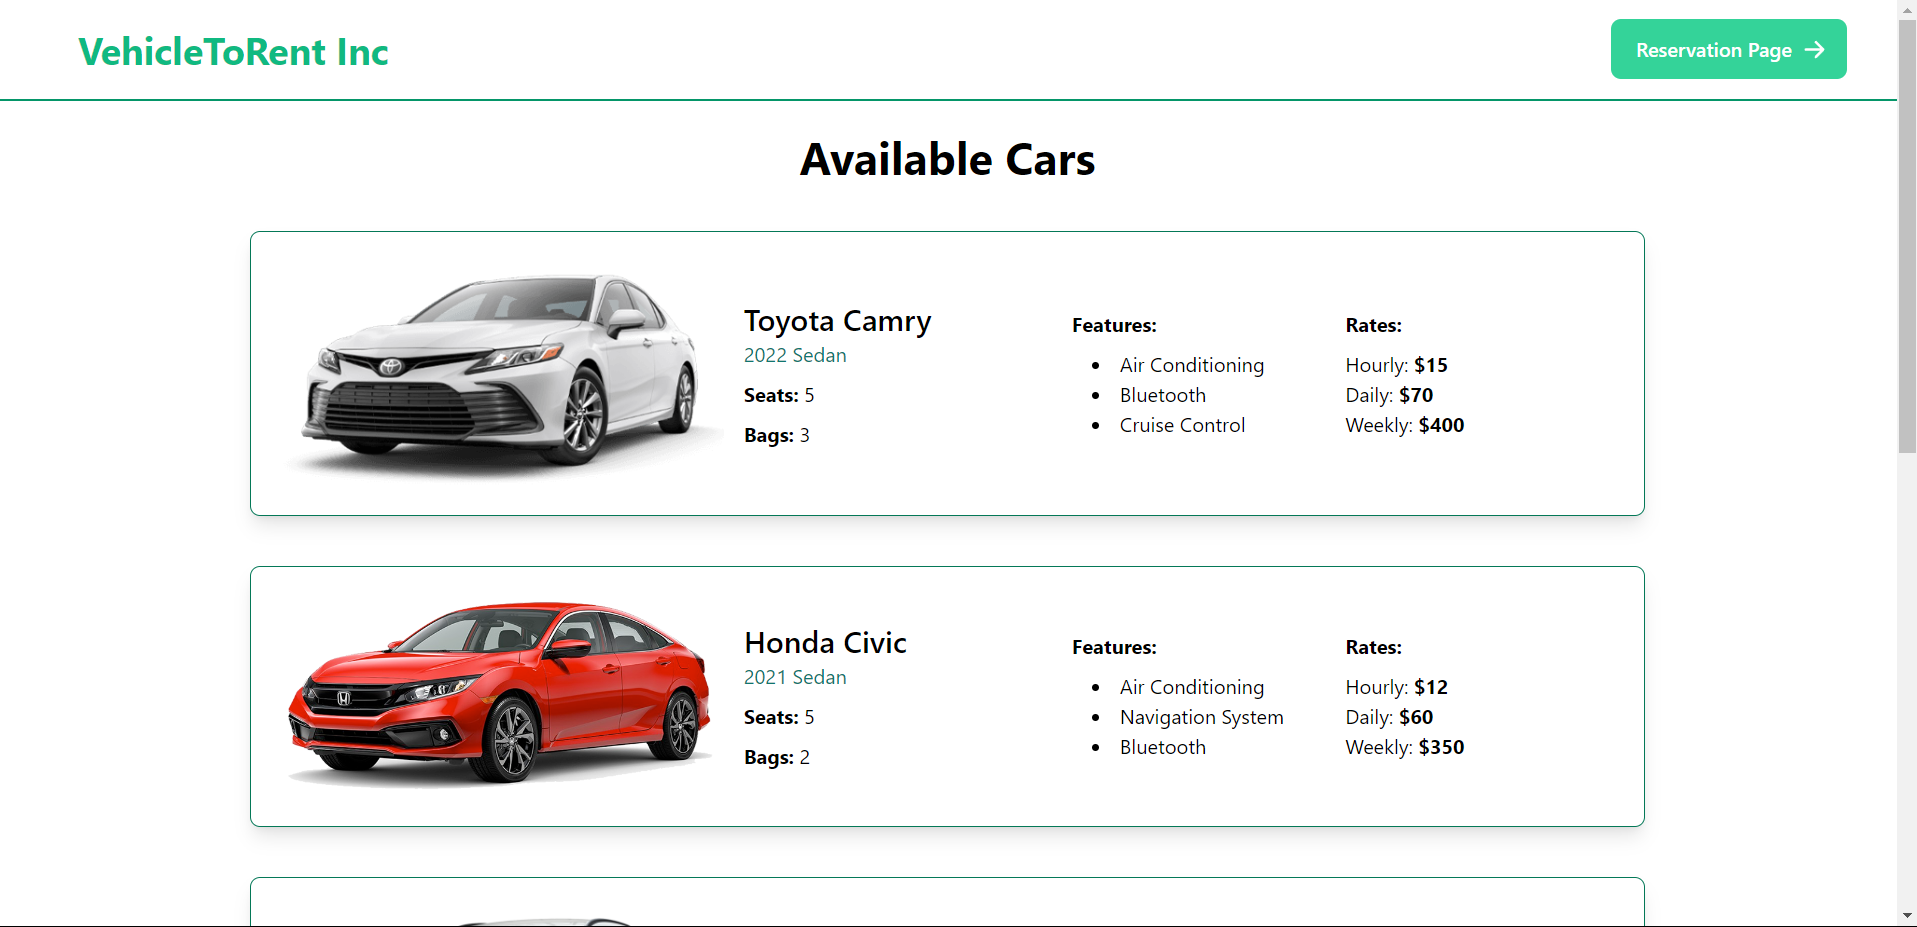 VehicleToRent Inc
Reservation Page
Available Cars
Toyota Camry
2022 Sedan
Seats: 5
Bags: 3
Features:
Air Conditioning
Bluetooth
Cruise Control
Rates:
Hourly: $15
Daily: $70
Weekly: $400
Honda Civic
2021 Sedan
Seats: 5
Bags: 2
Features:
Air Conditioning
Navigation System
Bluetooth
Rates:
Hourly: $12
Daily: $60
Weekly: $350